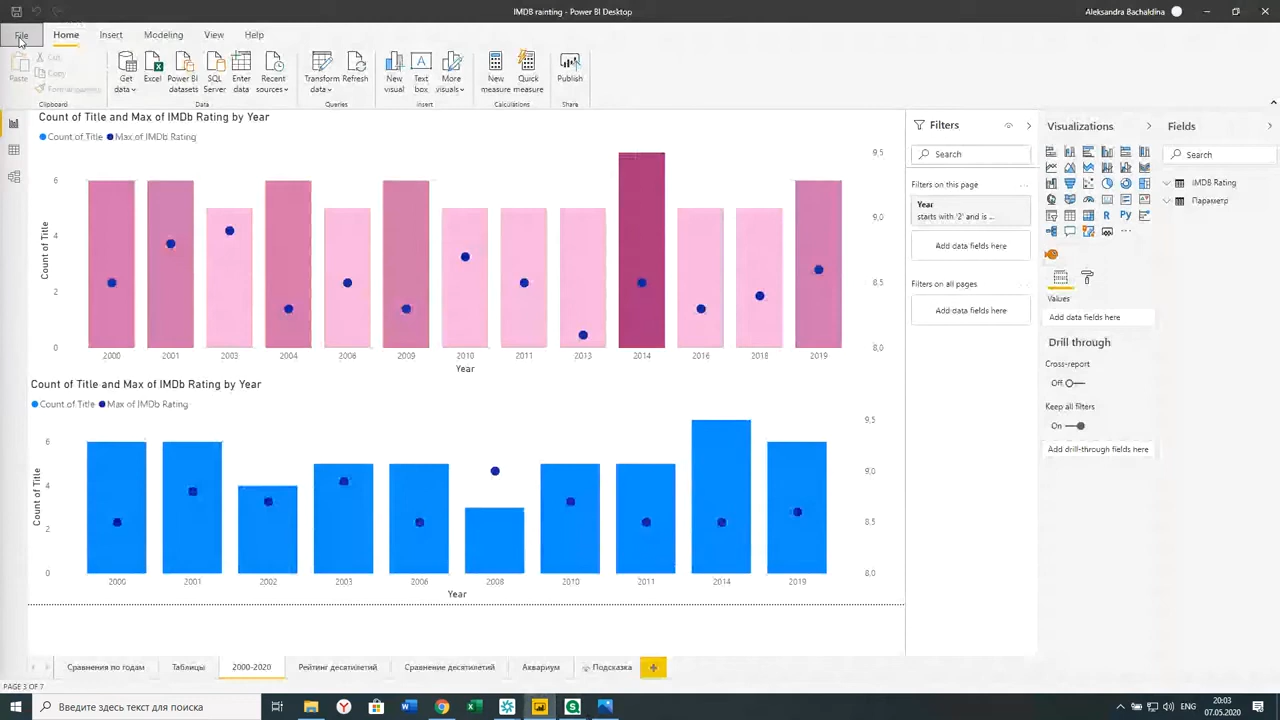 IMDB rainting - Power BI Desktop
Aleksandra Bachaldina
File Home Insert Modeling View Help
Paste
Cut
Copy
Clipboard
Get data
Excel
Power BI datasets
SQL Server
Enter data
Recent sources
Data
Transform data
Refresh
Queries
New visual
Text box
More visuals
Insert
New measure
Quick measure
Calculations
Publish
Share
Count of Title and Max of IMDb Rating by Year
Count of Title Max of IMDb Rating
Count of Title
6
4
2
0
9,5
9,0
8,5
8,0
2000 2001 2003 2004 2006 2009 2010 2011 2013 2014 2016 2018 2019
Year
Count of Title and Max of IMDb Rating by Year
Count of Title Max of IMDb Rating
Count of Title
6
4
2
0
9,5
9,0
8,5
8,0
2000 2001 2002 2003 2006 2008 2010 2011 2014 2019
Year
Filters
Search
Filters on this page
Year
starts with '2' and is ...
Add data fields here
Filters on all pages
Add data fields here
Visualizations
R Py
Values
Add data fields here
Drill through
Cross-report
Off
Keep all filters
On
Add drill-through fields here
Fields
Search
IMDB Rating
Параметр
Сравнения по годам Таблицы 2000-2020 Рейтинг десятилетий Сравнение десятилетий Аквариум Подсказка
PAGE 3 OF 7
Введите здесь текст для поиска
ENG
20:03
07.05.2020